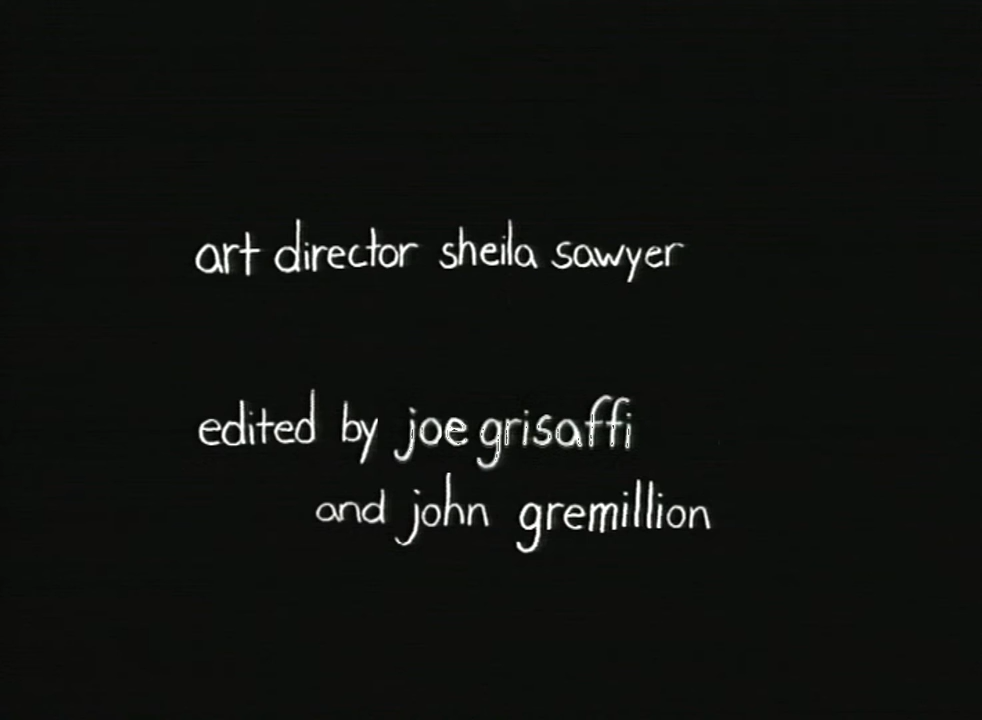 art director sheila sawyer
edited by joe grisaffi
and john gremillion